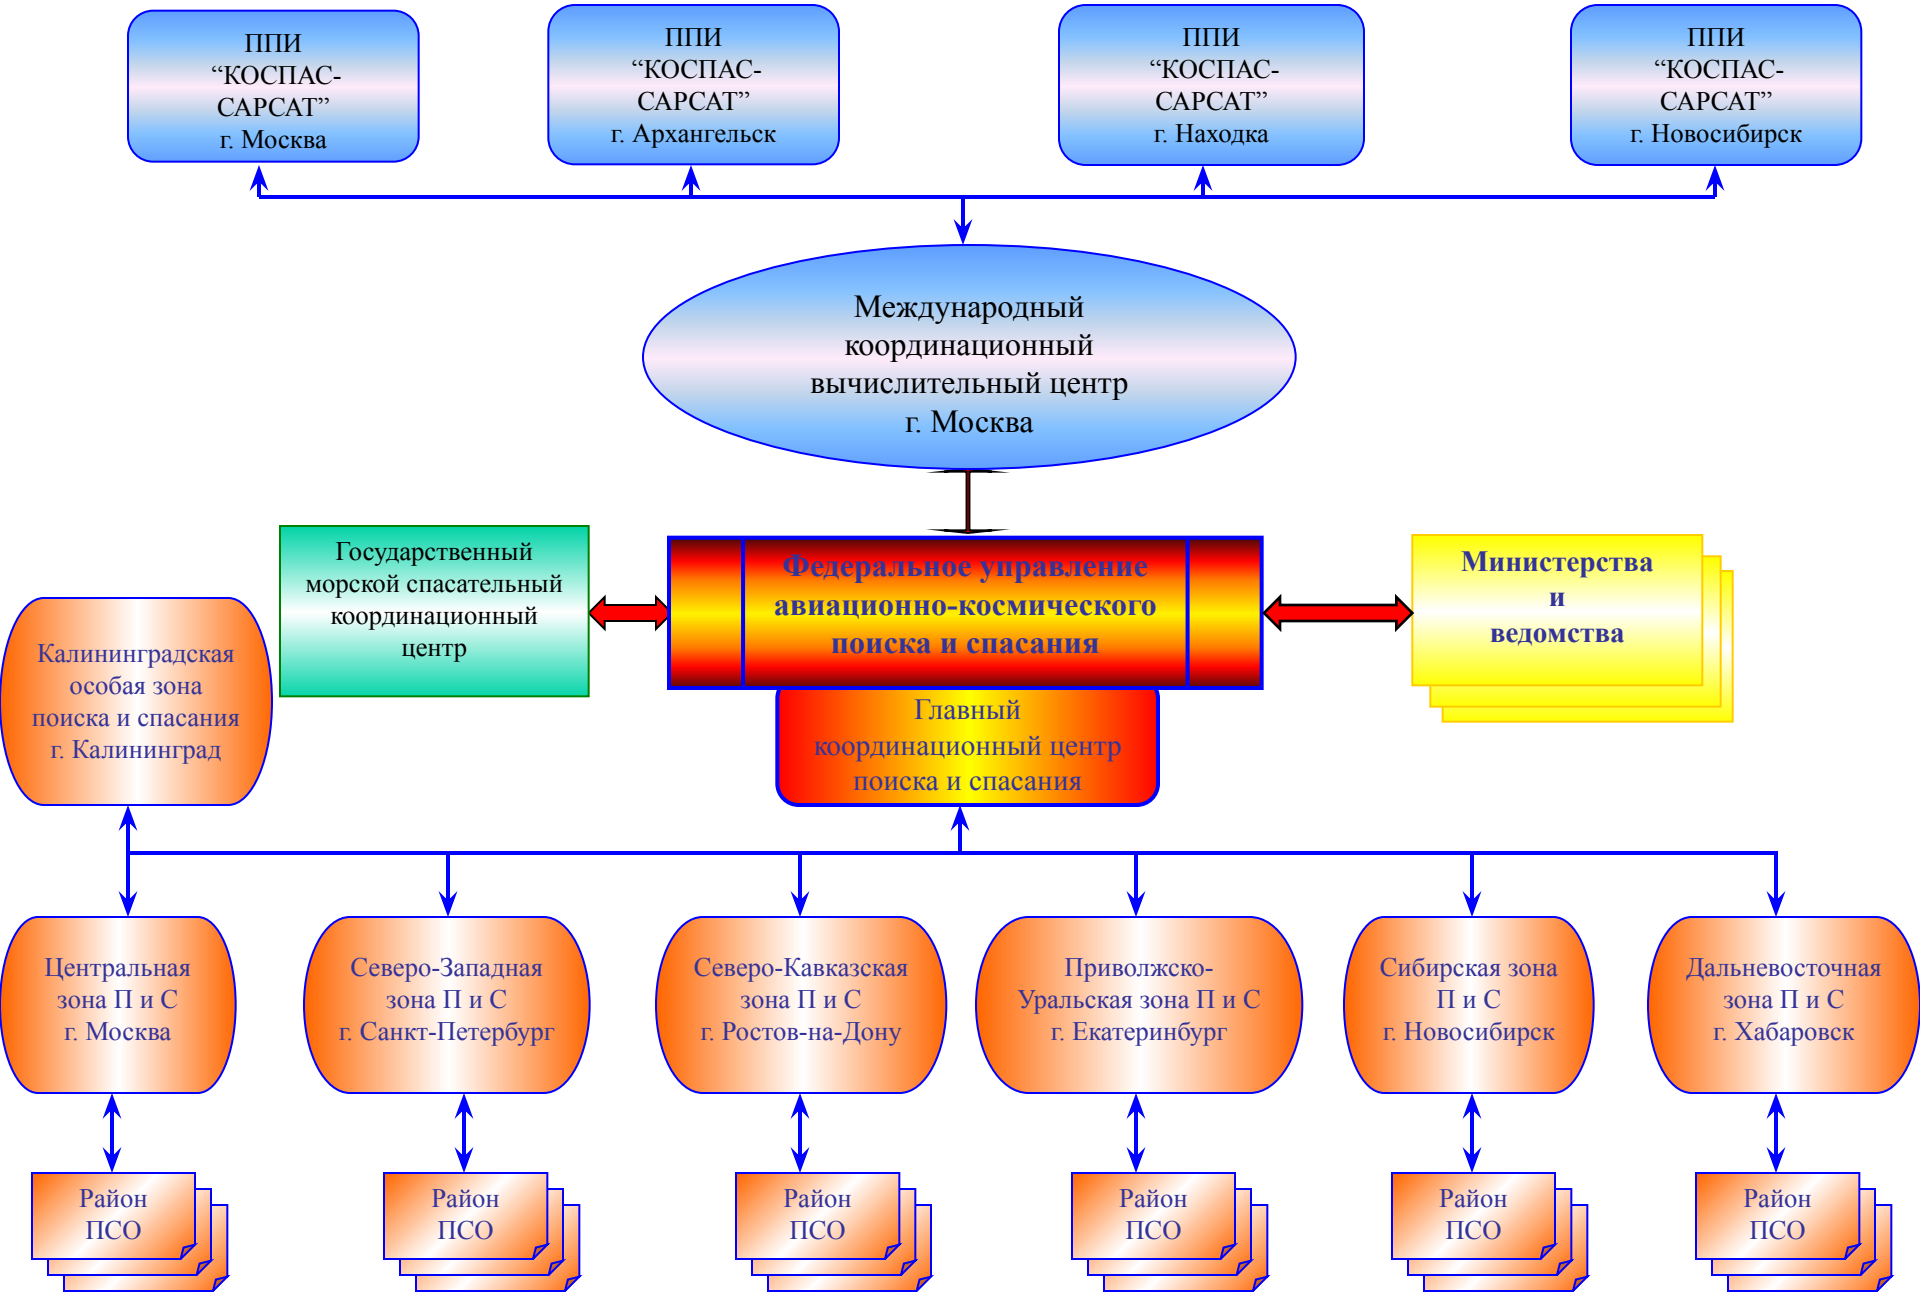 ППИ
“КОСПАС-
САРСАТ”
г. Москва
ППИ
“КОСПАС-
САРСАТ”
г. Архангельск
ППИ
“КОСПАС-
САРСАТ”
г. Находка
ППИ
“КОСПАС-
САРСАТ”
г. Новосибирск
Международный
координационный
вычислительный центр
г. Москва
Государственный
морской спасательный
координационный
центр
Федеральное управление
авиационно-космического
поиска и спасания
Министерства
и
ведомства
Калининградская
особая зона
поиска и спасания
г. Калининград
Главный
координационный центр
поиска и спасания
Центральная
зона П и С
г. Москва
Северо-Западная
зона П и С
г. Санкт-Петербург
Северо-Кавказская
зона П и С
г. Ростов-на-Дону
Приволжско-
Уральская зона П и С
г. Екатеринбург
Сибирская зона
П и С
г. Новосибирск
Дальневосточная
зона П и С
г. Хабаровск
Район
ПСО
Район
ПСО
Район
ПСО
Район
ПСО
Район
ПСО
Район
ПСО